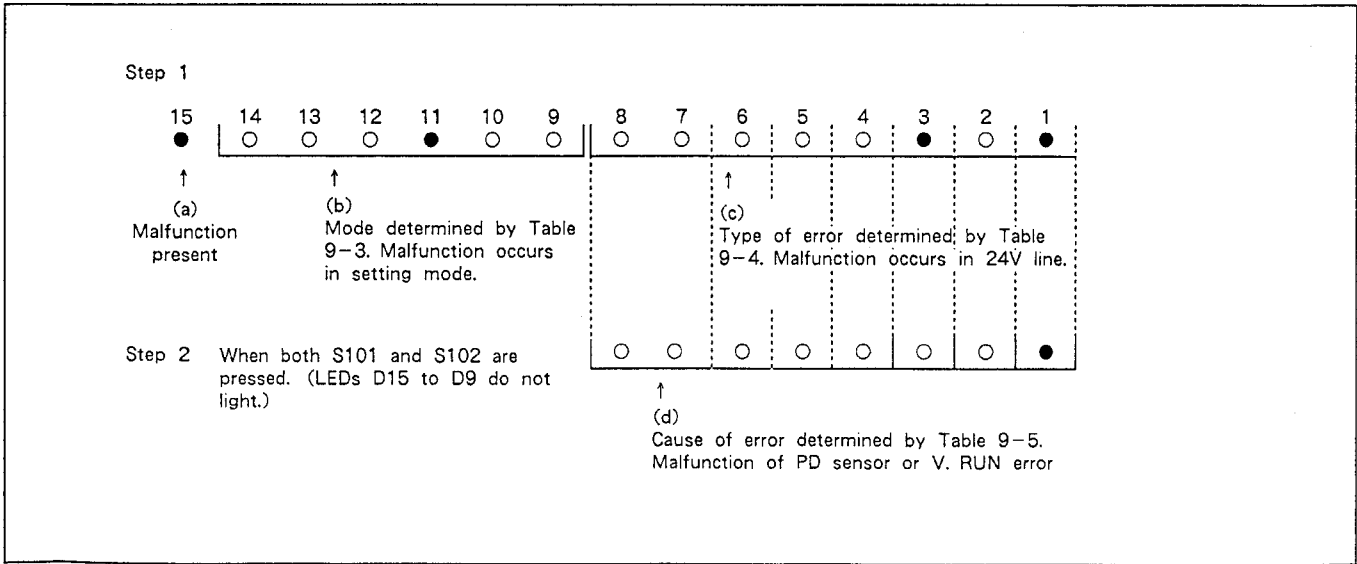 Step 1
15 14 13 12 11 10 9 8 7 6 5 4 3 2 1
(a)
Malfunction
present
(b)
Mode determined by Table
9-3. Malfunction occurs
in setting mode.
(c)
Type of error determined by Table
9-4. Malfunction occurs in 24V line.
Step 2 When both S101 and S102 are
pressed. (LEDs D15 to D9 do not
light.)
(d)
Cause of error determined by Table 9-5.
Malfunction of PD sensor or V. RUN error